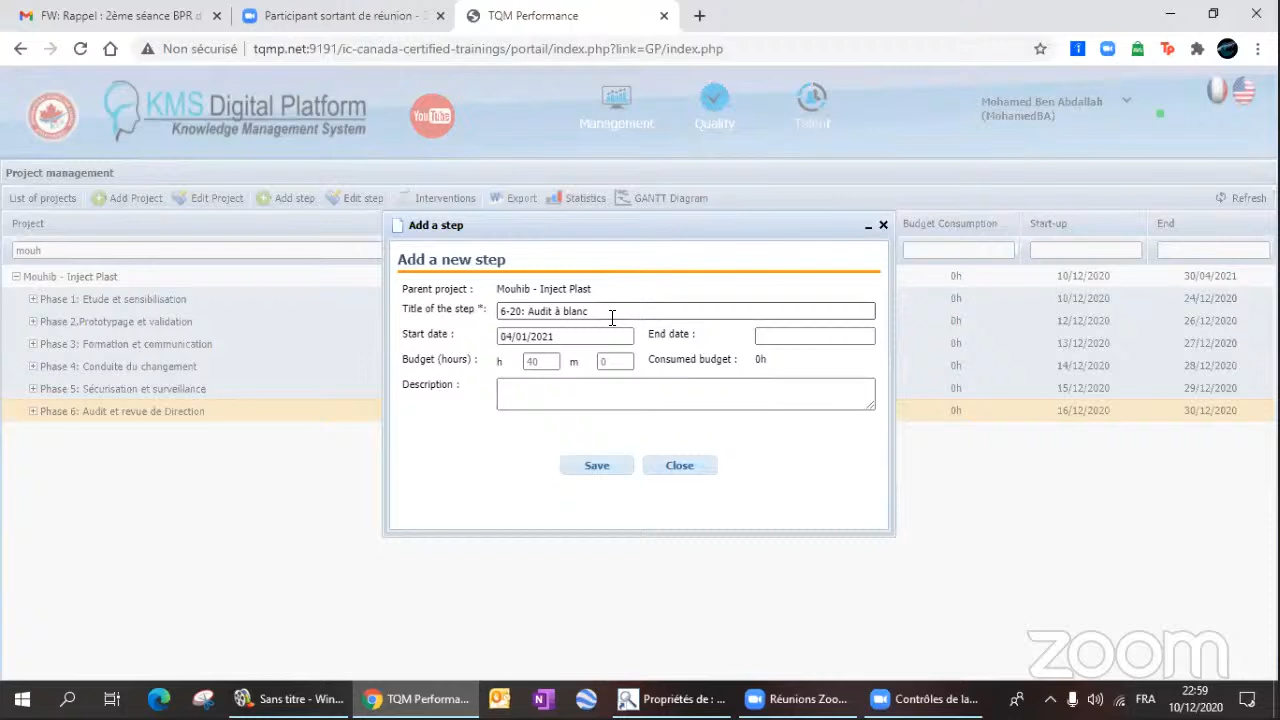 FW: Rappel : 2ème séance BPR d
Participant sortant de réunion -
TQM Performance
Non sécurisé
tqmp.net:9191/ic-canada-certified-trainings/portail/index.php?link=GP/index.php
KMS Digital Platform
Knowledge Management System
YouTube
Management
Quality
Talent
Mohamed Ben Abdallah
(MohamedBA)
Project management
List of projects
Add Project
Edit Project
Add step
Edit step
Interventions
Export
Statistics
GANTT Diagram
Refresh
Project
Budget Consumption
Start-up
End
mouh
Mouhib - Inject Plast
0h 10/12/2020 30/04/2021
Phase 1: Etude et sensibilisation
0h 10/12/2020 24/12/2020
Phase 2.Prototypage et validation
0h 12/12/2020 26/12/2020
Phase 3: Formation et communication
0h 13/12/2020 27/12/2020
Phase 4: Conduite du changement
0h 14/12/2020 28/12/2020
Phase 5: Sécurisation et surveillance
0h 15/12/2020 29/12/2020
Phase 6: Audit et revue de Direction
0h 16/12/2020 30/12/2020
Add a step
Add a new step
Parent project : Mouhib - Inject Plast
Title of the step *: 6-20: Audit à blanc
Start date : 04/01/2021 End date :
Budget (hours) : h 40 m 0 Consumed budget : 0h
Description :
Save Close
zoom
Sans titre - Win...
TQM Performa...
Propriétés de : ...
Réunions Zoo...
Contrôles de la...
FRA
22:59
10/12/2020